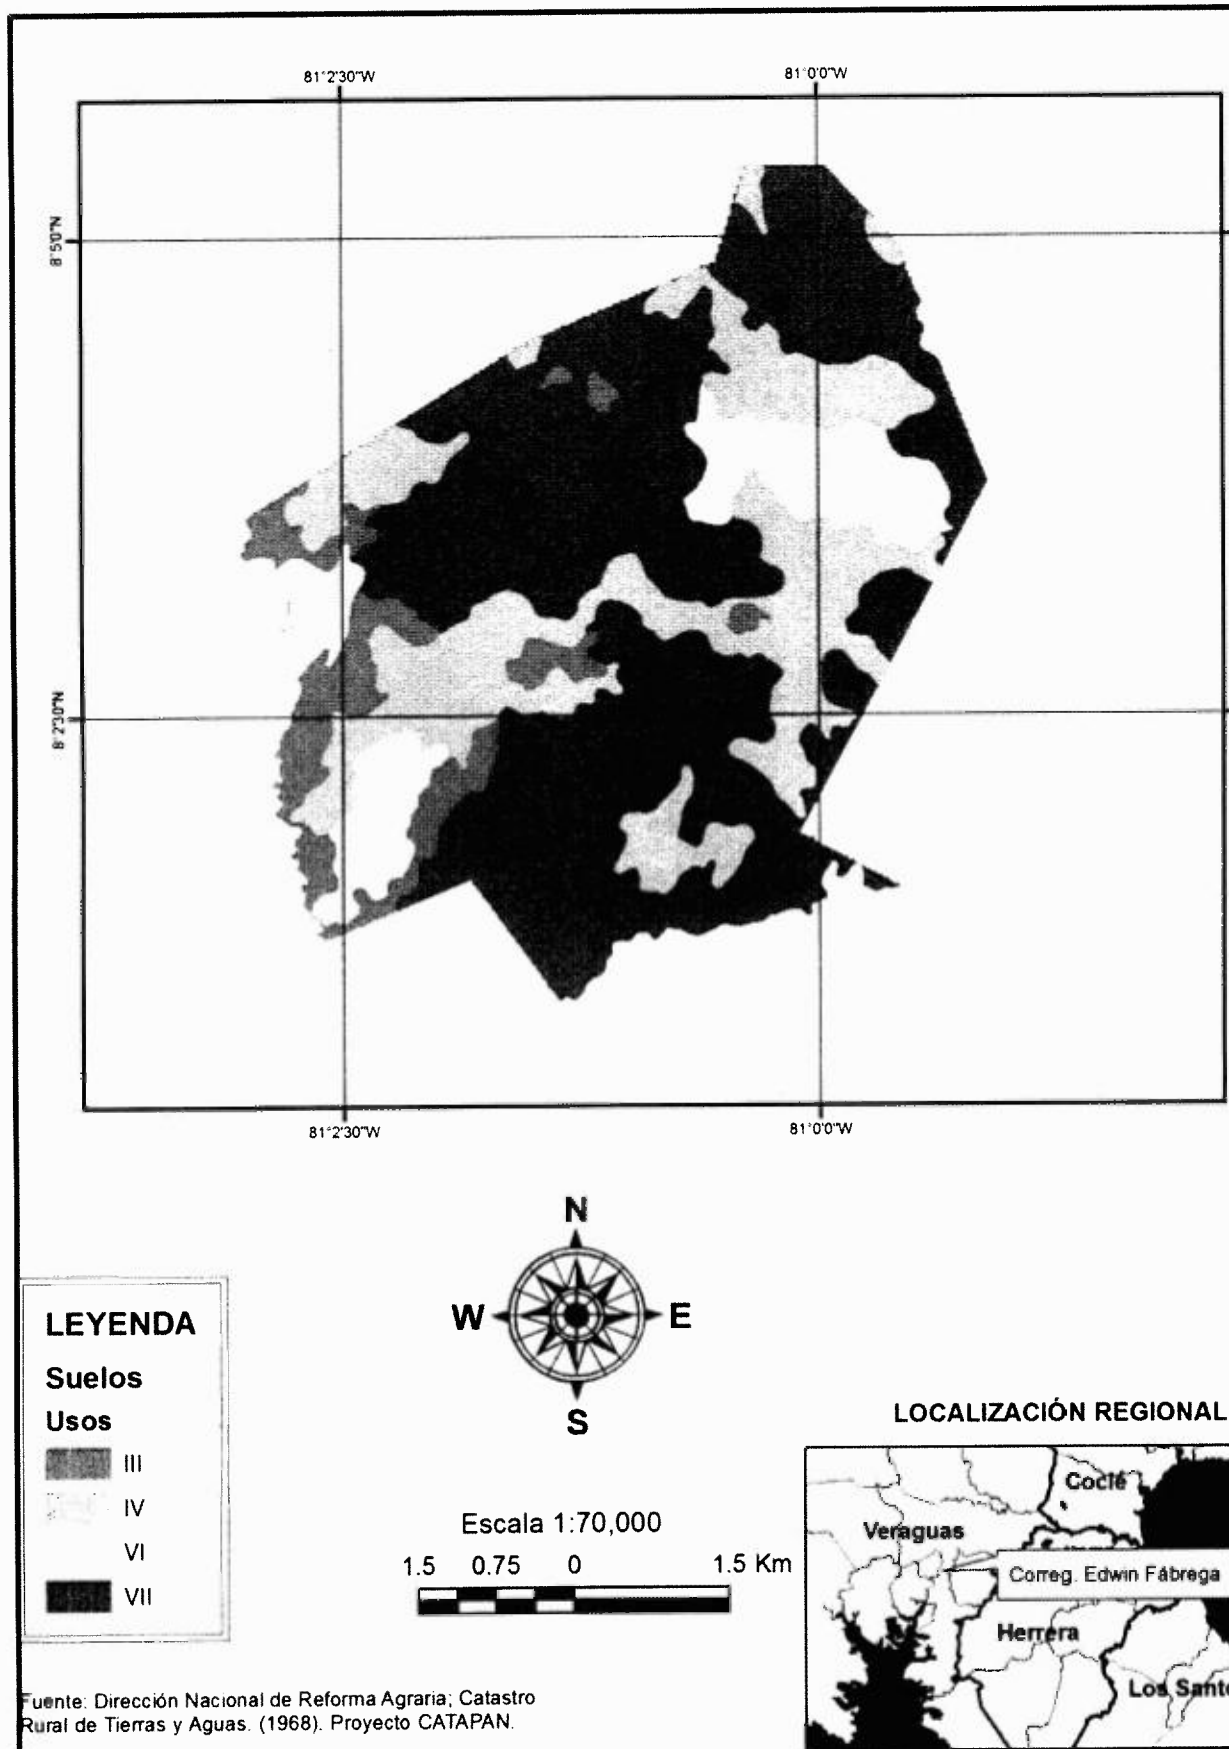 81°2'30"W
81°0'0"W
8°5'0"N
8°2'30"N
81°2'30"W
81°0'0"W
N
W
E
S
LEYENDA
Suelos
Usos
III
IV
VI
VII
Escala 1:70,000
1.5 0.75 0 1.5 Km
LOCALIZACIÓN REGIONAL
Coclé
Veraguas
Correg. Edwin Fábrega
Herrera
Los Santo
Fuente: Dirección Nacional de Reforma Agraria; Catastro
Rural de Tierras y Aguas. (1968). Proyecto CATAPAN.